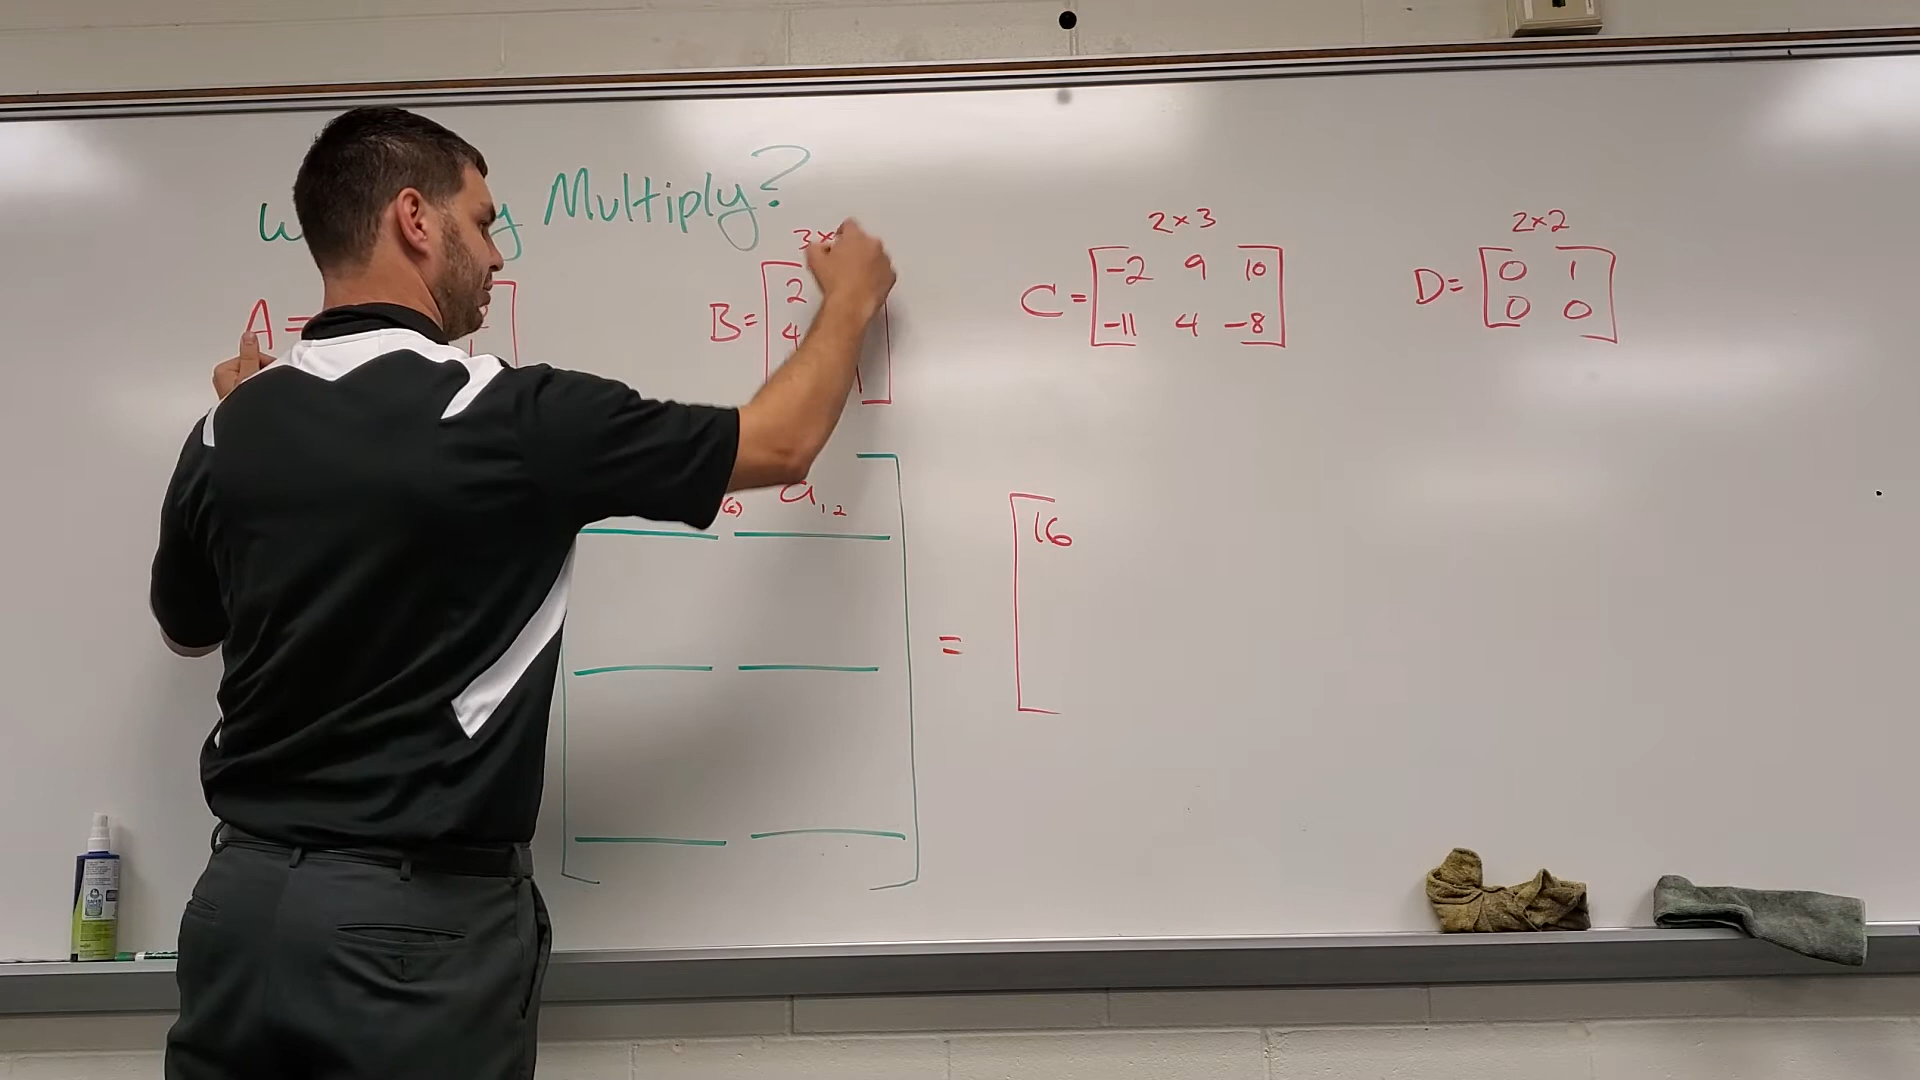 Multiply?
3×
2×3
2×2
A =
B = 2
4
C = -2 9 10
-11 4 -8
D = 0 1
0 0
(6) a₁₂
= 16